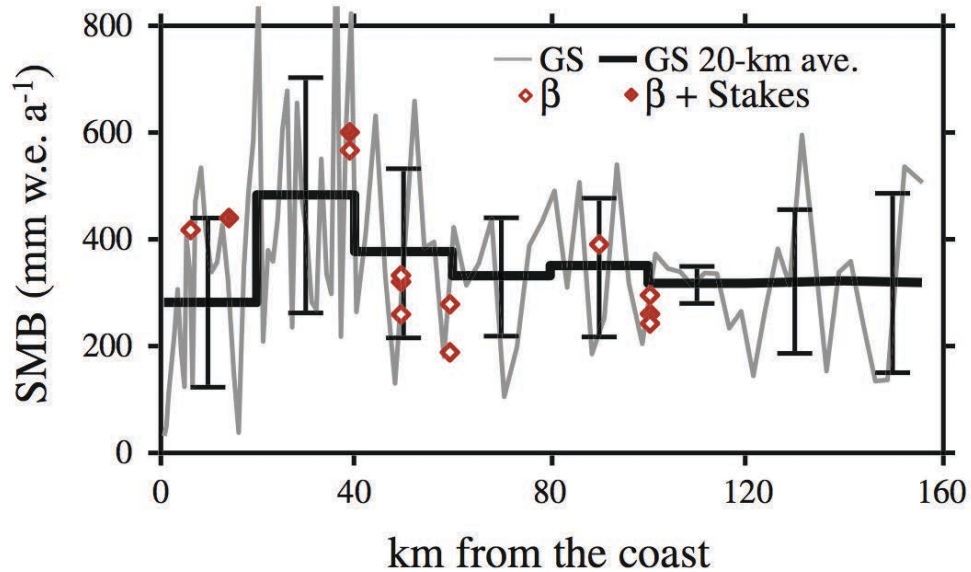 800
600
400
200
0
SMB (mm w.e. a⁻¹)
GS GS 20-km ave.
β β + Stakes
0 40 80 120 160
km from the coast